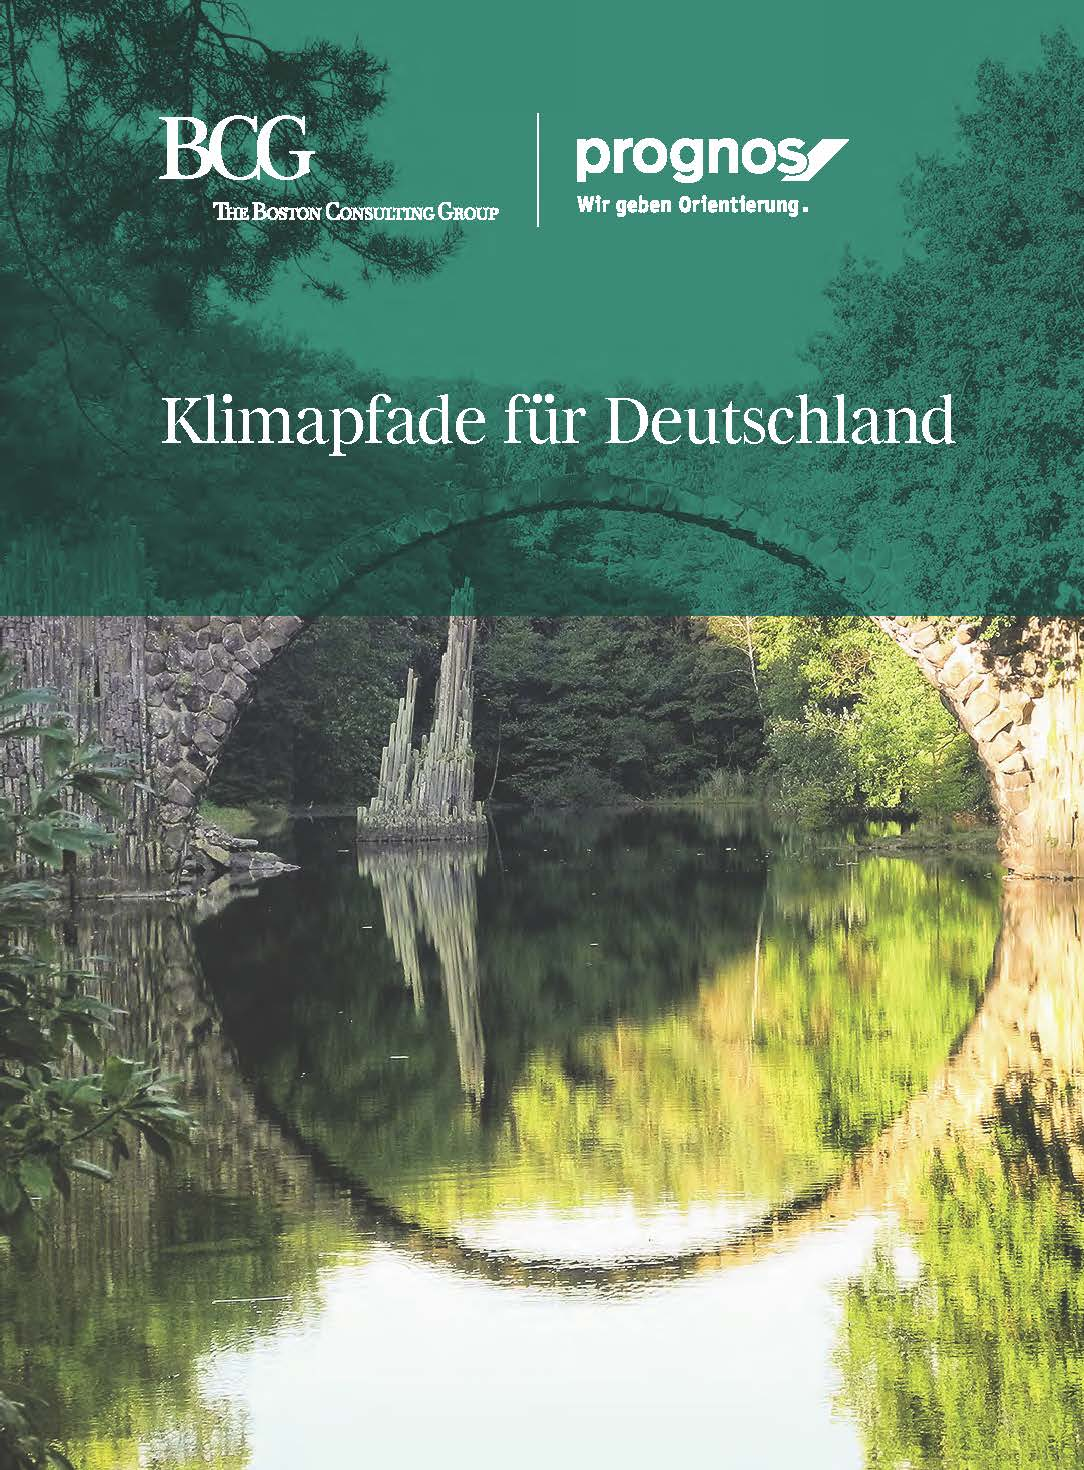 BCG
THE BOSTON CONSULTING GROUP
prognos
Wir geben Orientierung.
Klimapfade für Deutschland